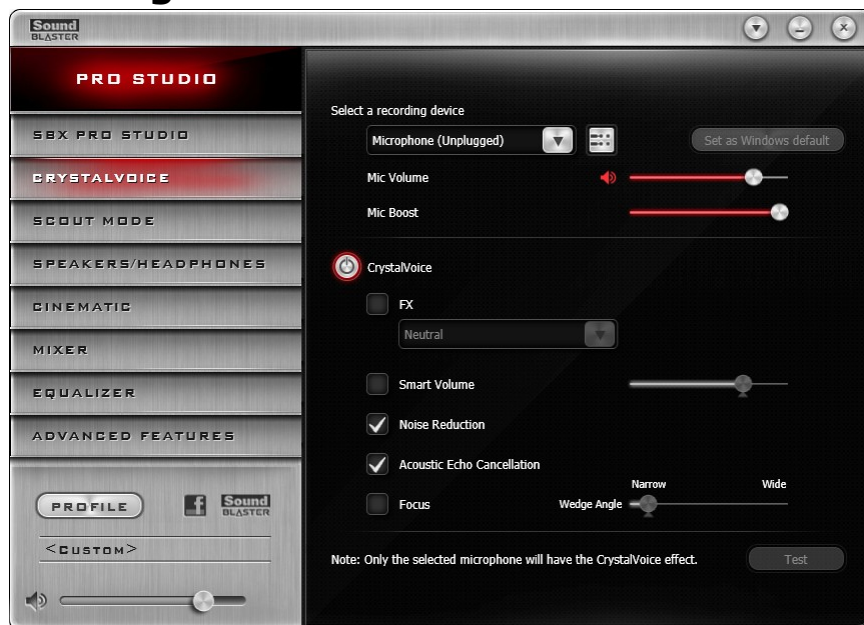 Sound
BLASTER
PRO STUDIO
SBX PRO STUDIO
CRYSTALVOICE
SCOUT MODE
SPEAKERS/HEADPHONES
CINEMATIC
MIXER
EQUALIZER
ADVANCED FEATURES
PROFILE
f
Sound
BLASTER
<CUSTOM>
Select a recording device
Microphone (Unplugged)
Set as Windows default
Mic Volume
Mic Boost
CrystalVoice
FX
Neutral
Smart Volume
Noise Reduction
Acoustic Echo Cancellation
Narrow Wide
Focus Wedge Angle
Note: Only the selected microphone will have the CrystalVoice effect.
Test